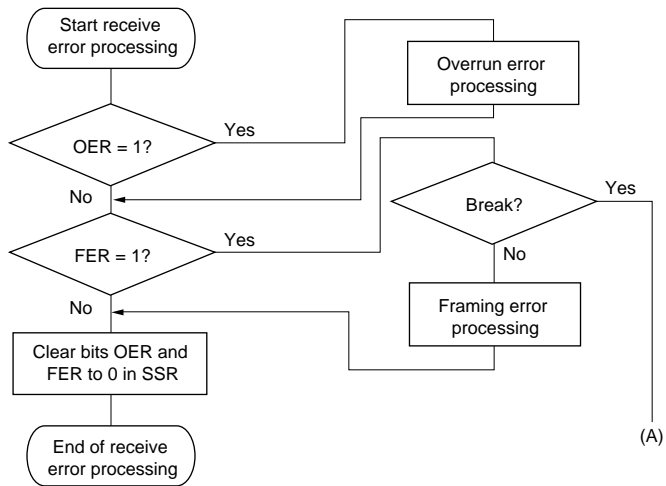 Start receive
error processing
Overrun error
processing
OER = 1?
Yes
No
Break?
Yes
FER = 1?
Yes
No
No
Framing error
processing
Clear bits OER and
FER to 0 in SSR
(A)
End of receive
error processing